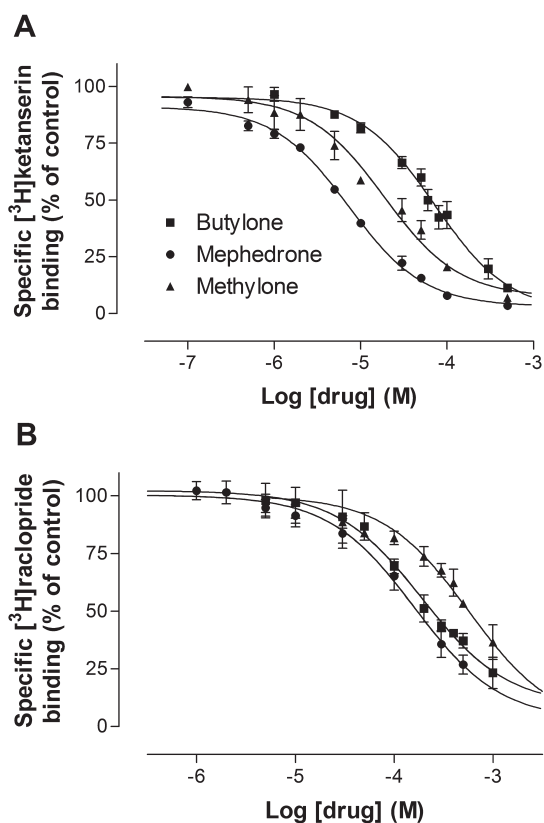 A
Specific [³H]ketanserin
binding (% of control)
100
75
50
25
0
Butylone
Mephedrone
Methylone
-7
-6
-5
-4
-3
Log [drug] (M)
B
Specific [³H]raclopride
binding (% of control)
100
75
50
25
0
-6
-5
-4
-3
Log [drug] (M)